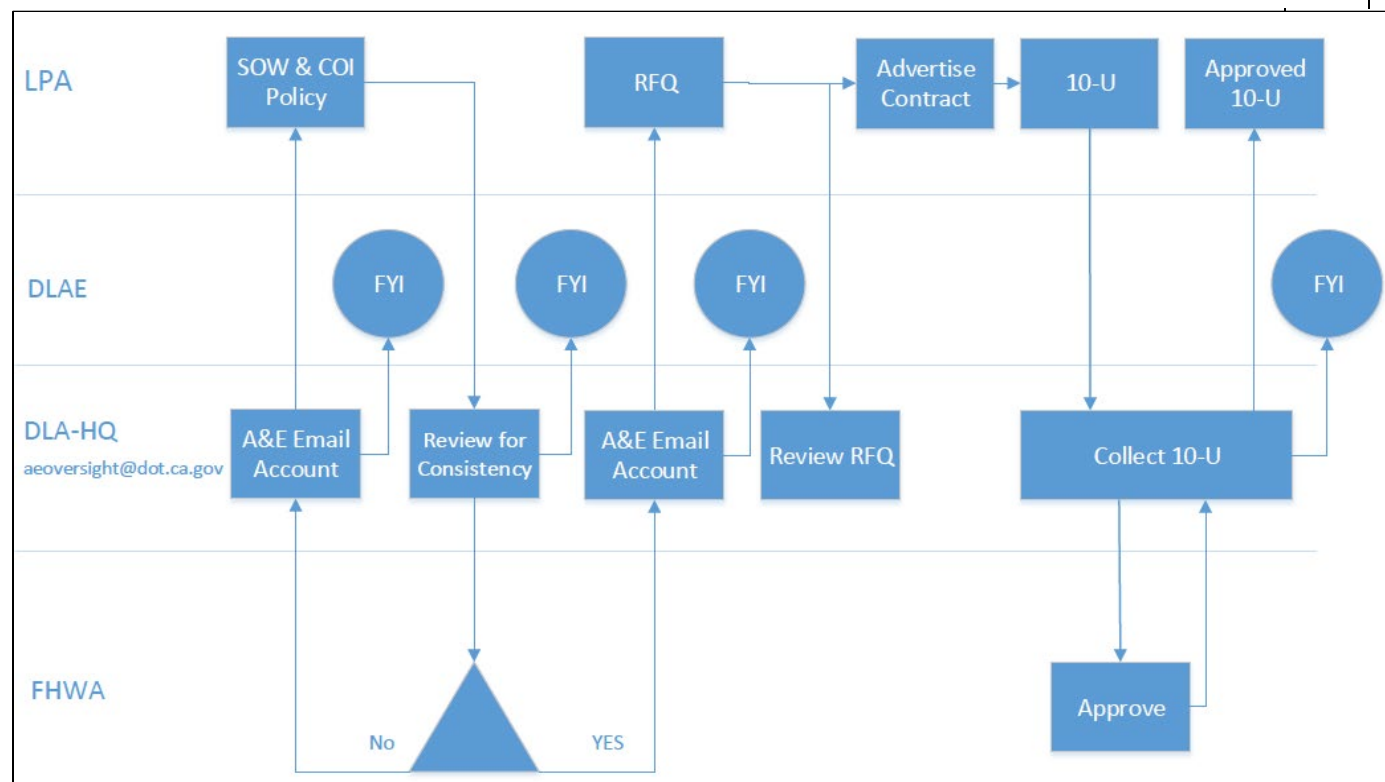 LPA
SOW & COI
Policy
RFQ
Advertise
Contract
10-U
Approved
10-U
DLAE
FYI
FYI
FYI
FYI
DLA-HQ
aeoversight@dot.ca.gov
A&E Email
Account
Review for
Consistency
A&E Email
Account
Review RFQ
Collect 10-U
FHWA
No
YES
Approve